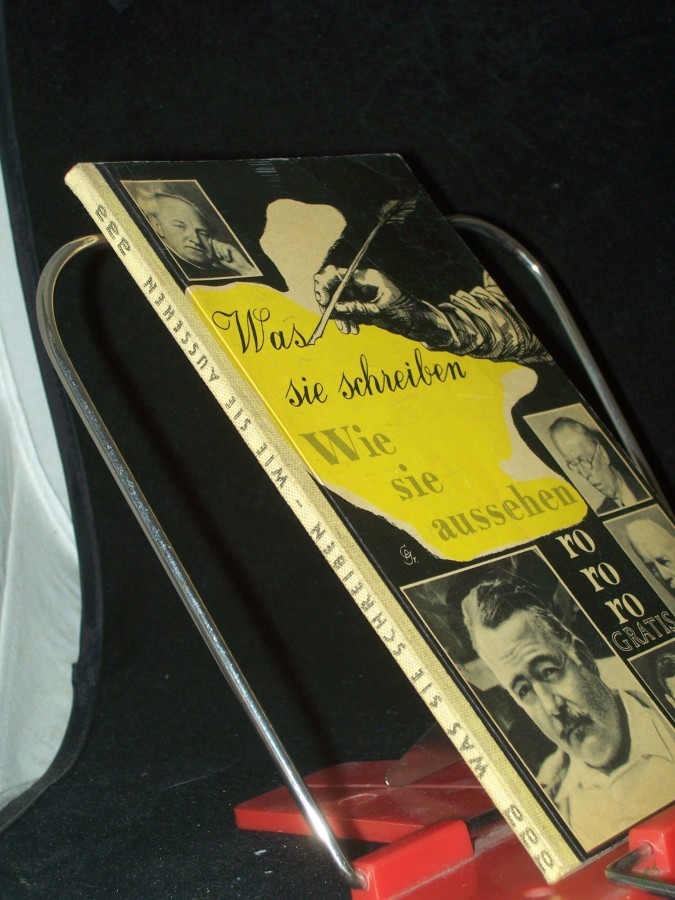 Was
sie schreiben
Wie
sie
aussehen
ro
ro
ro
GRATIS
WAS SIE SCHREIBEN - WIE SIE AUSSEHEN